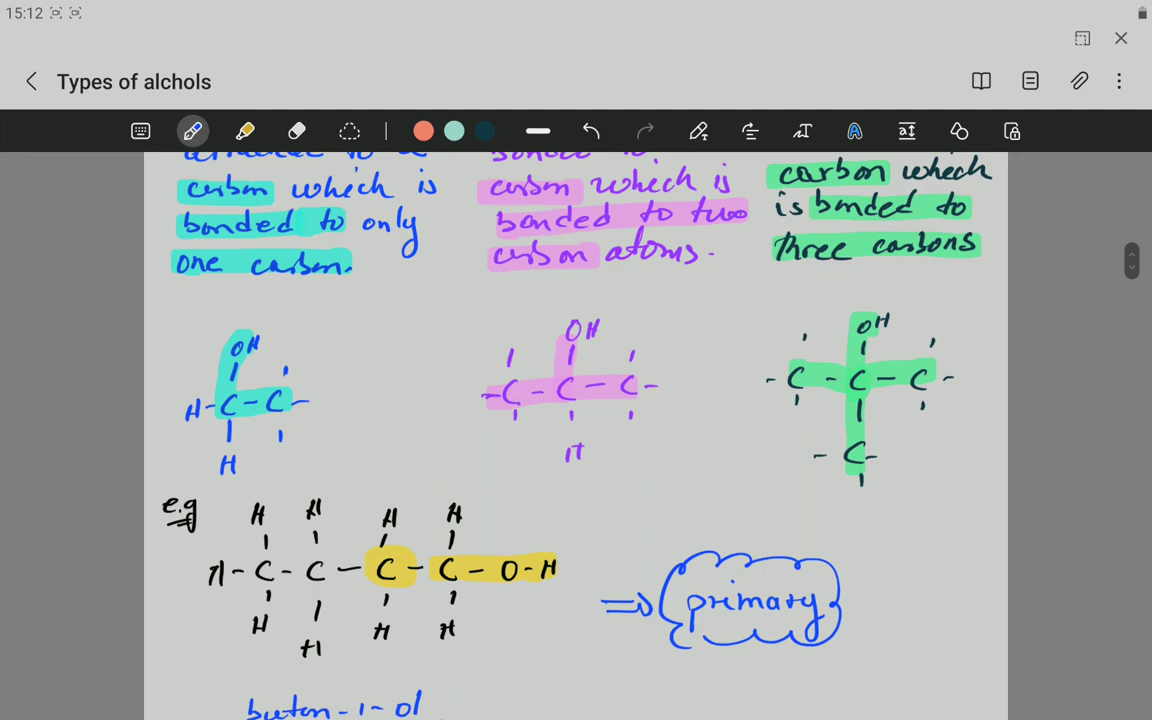 15:12
Types of alchols
carbon which is
bonded to only
one carbon.
carbon which is
bonded to two
carbon atoms.
carbon which
is bonded to
three carbons
OH
H-C-C-
H
OH
-C-C-C-
H
OH
-C-C-C-
-C-
e.g
H H H H
H-C-C-C-C-O-H
H H H H
⇒ primary
butan-1-ol